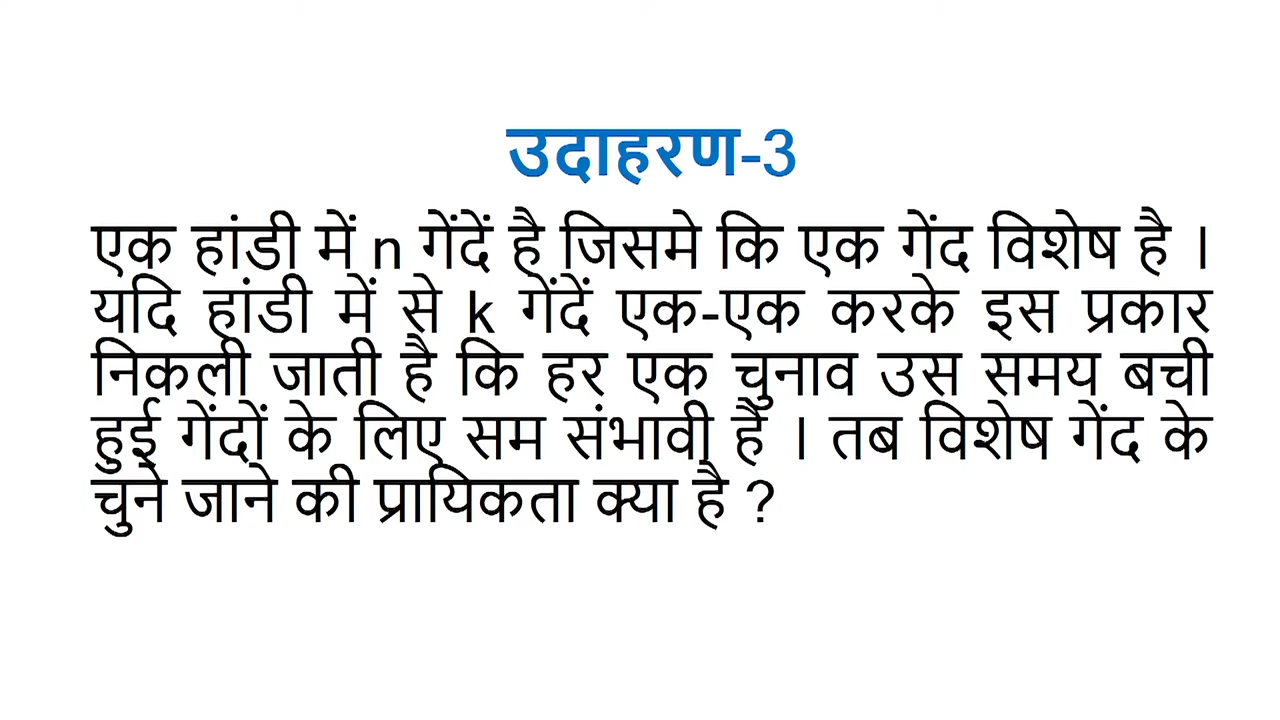 उदाहरण-3
एक हांडी में n गेंदें है जिसमे कि एक गेंद विशेष है ।
यदि हांडी में से k गेंदें एक-एक करके इस प्रकार
निकली जाती है कि हर एक चुनाव उस समय बची
हुई गेंदों के लिए सम संभावी है । तब विशेष गेंद के
चुने जाने की प्रायिकता क्या है ?